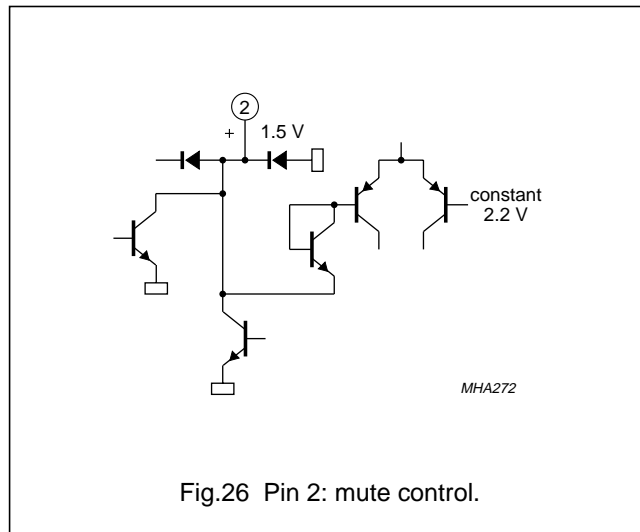 2
+ 1.5 V
constant
2.2 V
MHA272
Fig.26 Pin 2: mute control.